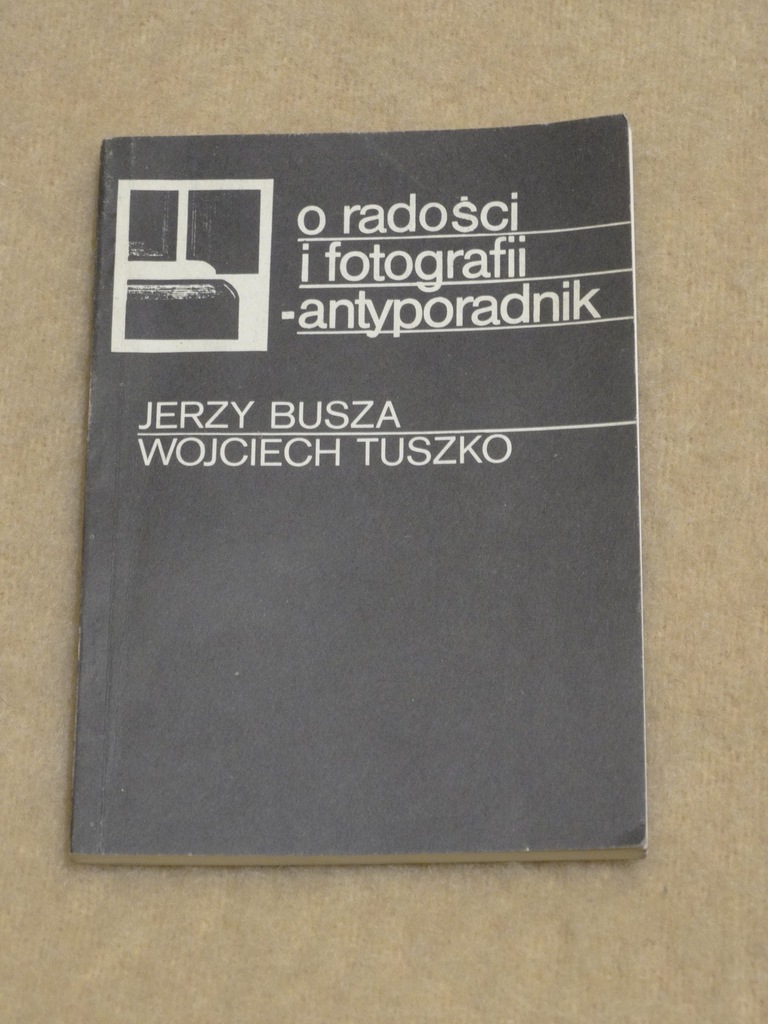 o radości
i fotografii
-antyporadnik
JERZY BUSZA
WOJCIECH TUSZKO